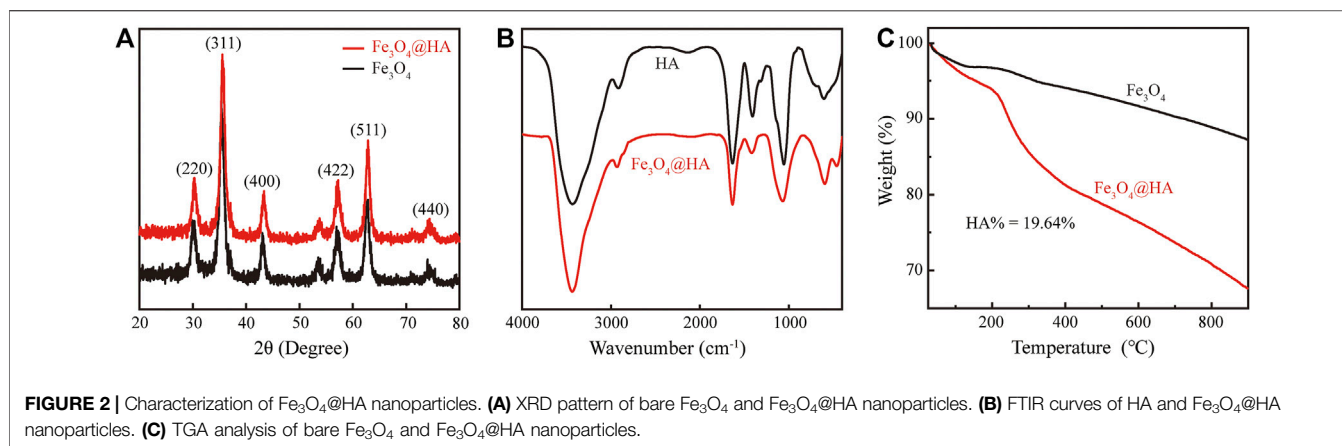 A
(311)
Fe₃O₄@HA
Fe₃O₄
(511)
(220)
(400)
(422)
(440)
20 30 40 50 60 70 80
2θ (Degree)
B
HA
Fe₃O₄@HA
4000 3000 2000 1000
Wavenumber (cm⁻¹)
C
100
90
80
70
Weight (%)
Fe₃O₄
Fe₃O₄@HA
HA% = 19.64%
200 400 600 800
Temperature (℃)
FIGURE 2 | Characterization of Fe₃O₄@HA nanoparticles. (A) XRD pattern of bare Fe₃O₄ and Fe₃O₄@HA nanoparticles. (B) FTIR curves of HA and Fe₃O₄@HA
nanoparticles. (C) TGA analysis of bare Fe₃O₄ and Fe₃O₄@HA nanoparticles.